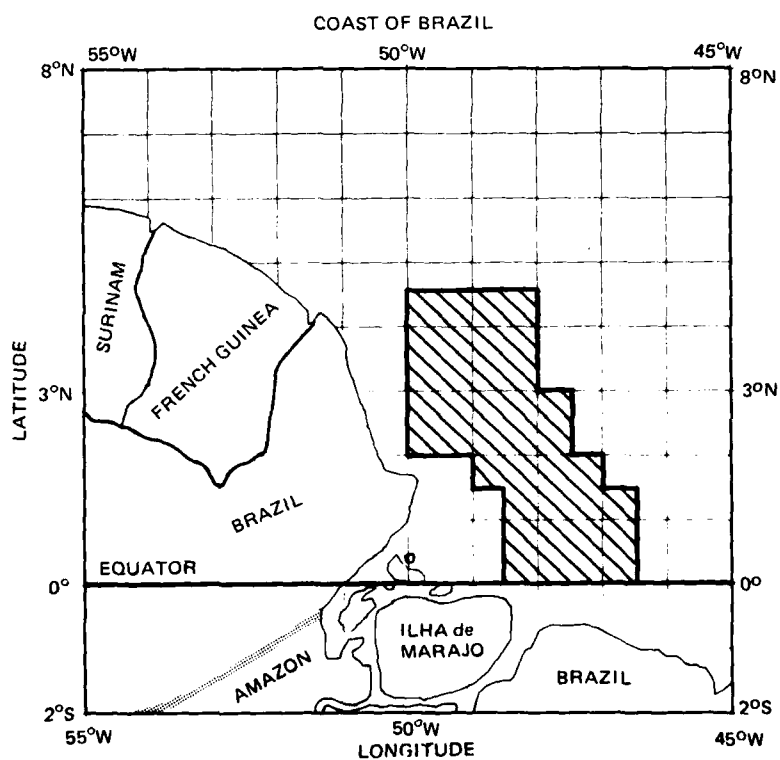 COAST OF BRAZIL
55°W 50°W 45°W
8°N 8°N
SURINAM
FRENCH GUINEA
LATITUDE
3°N 3°N
BRAZIL
EQUATOR
0° 0°
ILHA de
MARAJO
AMAZON
BRAZIL
2°S 2°S
55°W 50°W 45°W
LONGITUDE